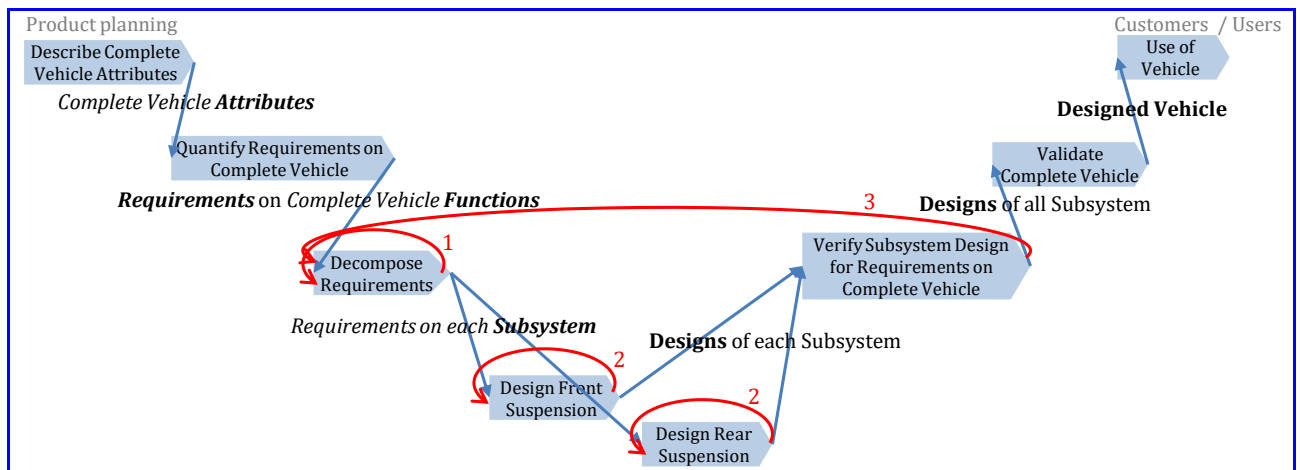 Product planning
Customers / Users
Describe Complete
Vehicle Attributes
Use of
Vehicle
Complete Vehicle Attributes
Designed Vehicle
Quantify Requirements on
Complete Vehicle
Validate
Complete Vehicle
Requirements on Complete Vehicle Functions
Designs of all Subsystem
3
1
Decompose
Requirements
Verify Subsystem Design
for Requirements on
Complete Vehicle
Requirements on each Subsystem
Designs of each Subsystem
2
Design Front
Suspension
2
Design Rear
Suspension